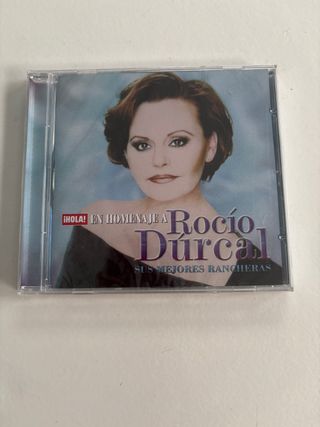 ¡HOLA! EN HOMENAJE A Rocío
Durcal
SUS MEJORES RANCHERAS